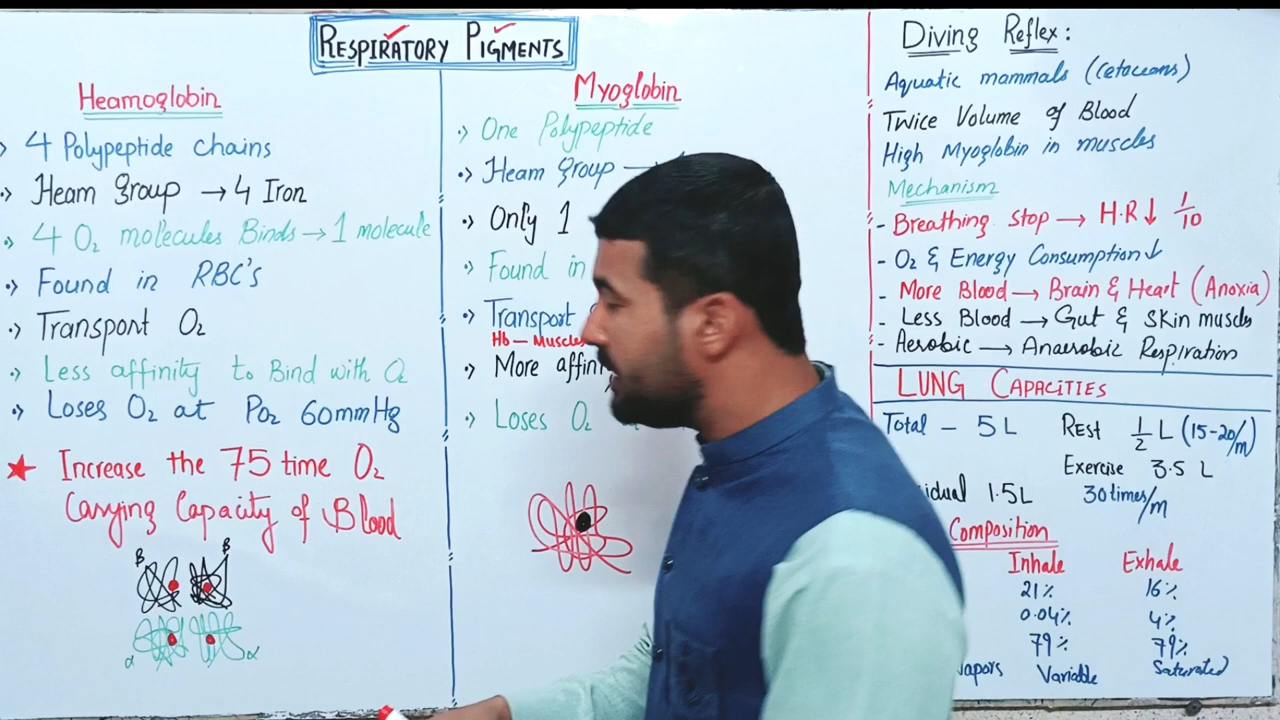 RESPIRATORY PIGMENTS
Heamoglobin
4 Polypeptide chains
Heam group → 4 Iron
4 O2 molecules Binds → 1 molecule
Found in RBC's
Transport O2
Less affinity to Bind with O2
Loses O2 at PO2 60mmHg
★ Increase the 75 time O2
Carrying Capacity of Blood
B B
α α
Myoglobin
One Polypeptide
Heam group →
Only 1
Found in
Transport
Hb — Muscles
More
Loses O2
Diving Reflex:
Aquatic mammals (Cetaceans)
Twice Volume of Blood
High Myoglobin in muscles
Mechanism
- Breathing stop → H.R ↓ 1/10
- O2 & Energy Consumption ↓
- More Blood → Brain & Heart (Anoxia)
- Less Blood → Gut & Skin muscles
- Aerobic → Anaerobic Respiration
LUNG CAPACITIES
Total - 5 L Rest 1/2 L (15-20/m)
Exercise 3.5 L
1.5L 30 times/m
Composition
Inhale Exhale
21% 16%
0.04% 4%
79% 79%
Variable Saturated